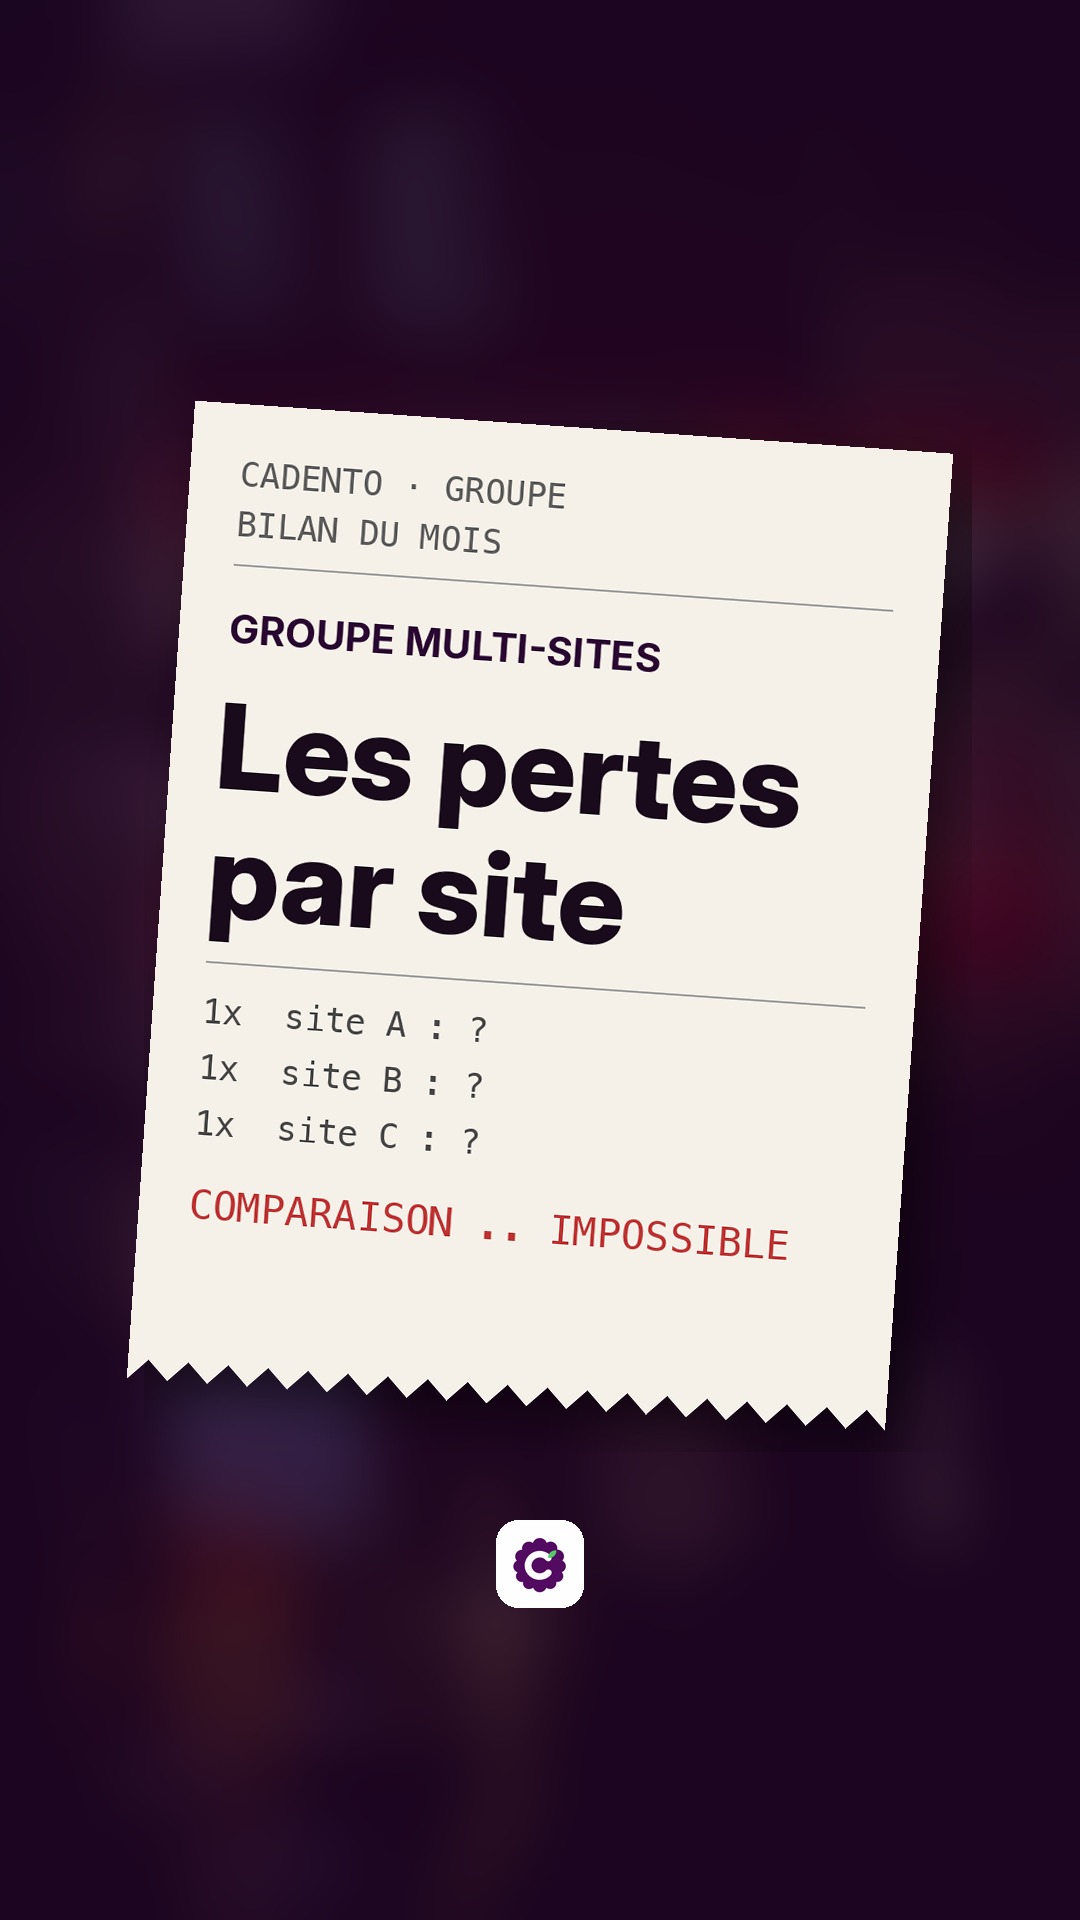 CADENTO · GROUPE
BILAN DU MOIS
GROUPE MULTI-SITES
Les pertes
par site
1x  site A : ?
1x  site B : ?
1x  site C : ?
COMPARAISON .. IMPOSSIBLE